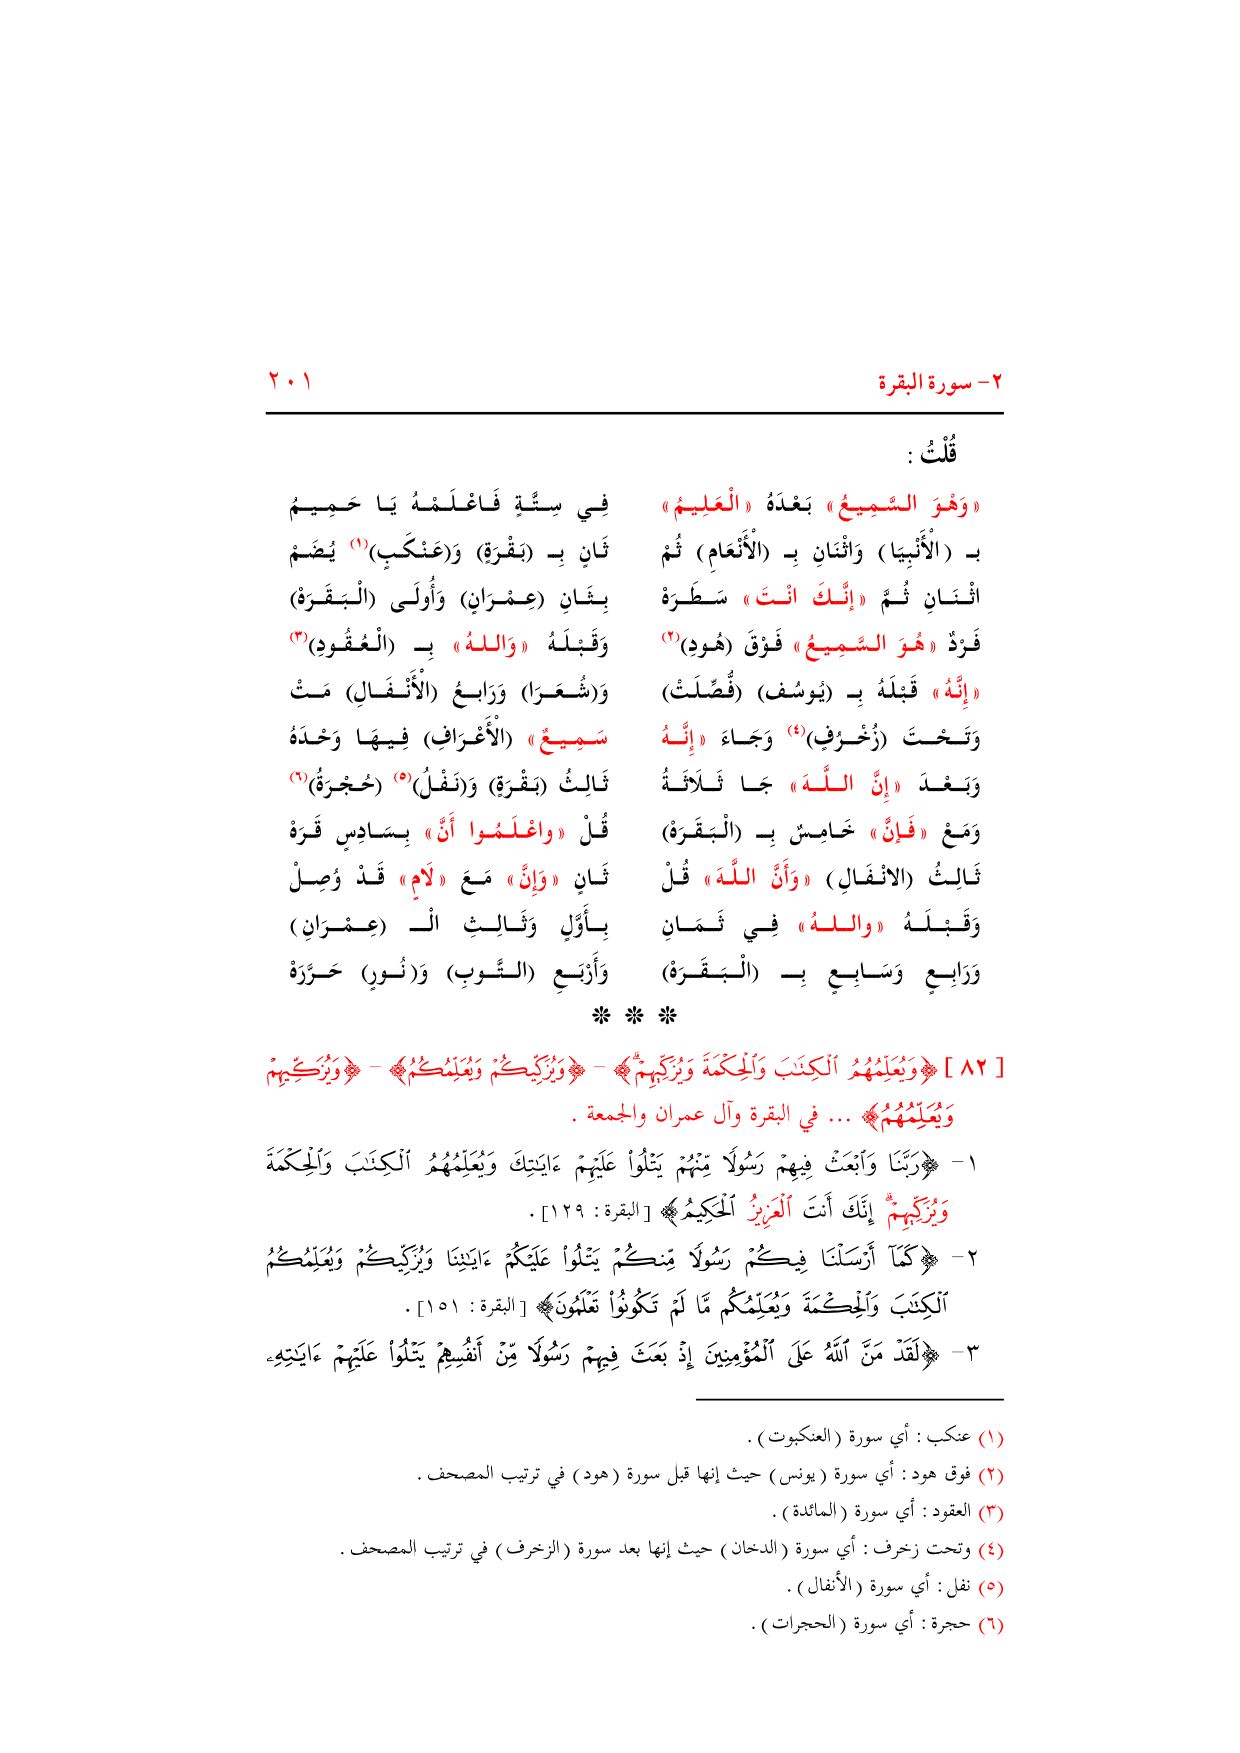 ٢- سورة البقرة ٢٠١
قُلْتُ :
«وَهْوَ السَّمِيعُ» بَعْدَهُ «الْعَلِيمُ» فِي سِتَّةٍ فَاعْلَمْهُ يَا حَمِيمُ
بـ (الْأَنْبِيَا) وَاثْنَانِ بِـ (الْأَنْعَامِ) ثُمْ ثَانٍ بِـ (بَقْرَةٍ) وَ(عَنْكَبٍ)(١) يُضَمْ
اثْنَانِ ثُمَّ «إِنَّكَ انْتَ» سَطَرَهْ بِثَانِ (عِمْرَانٍ) وَأُولَى (الْبَقَرَهْ)
فَرْدٌ «هُوَ السَّمِيعُ» فَوْقَ (هُودِ)(٢) وَقَبْلَهُ «وَاللهُ» بِـ (الْعُقُودِ)(٣)
«إِنَّهُ» قَبْلَهُ بِـ (يُوسُف) (فُصِّلَتْ) وَ(شُعَرَا) وَرَابِعُ (الْأَنْفَالِ) مَتْ
وَتَحْتَ (زُخْرُفٍ)(٤) وَجَاءَ «إِنَّهُ سَمِيعٌ» (الْأَعْرَافِ) فِيهَا وَحْدَهُ
وَبَعْدَ «إِنَّ اللَّهَ» جَا ثَلَاثَةُ ثَالِثُ (بَقْرَةٍ) وَ(نَفْلُ)(٥) (حُجْرَةُ)(٦)
وَمَعْ «فَإِنَّ» خَامِسٌ بِـ (الْبَقَرَهْ) قُلْ «واعْلَمُوا أَنَّ» بِسَادِسٍ قَرَهْ
ثَالِثُ (الانْفَالِ) «وَأَنَّ اللَّهَ» قُلْ ثَانٍ «وَإِنَّ» مَعَ «لَامٍ» قَدْ وُصِلْ
وَقَبْلَهُ «واللهُ» فِي ثَمَانِ بِأَوَّلٍ وَثَالِثِ الْـ (عِمْرَانِ)
وَرَابِعٍ وَسَابِعٍ بِـ (الْبَقَرَهْ) وَأَرْبَعِ (التَّوبِ) وَ(نُورٍ) حَرَّرَهْ
* * *
[٨٢] ﴿وَيُعَلِّمُهُمُ ٱلْكِتَٰبَ وَٱلْحِكْمَةَ وَيُزَكِّيهِمْۚ﴾ - ﴿وَيُزَكِّيكُمْ وَيُعَلِّمُكُمُ﴾ - ﴿وَيُزَكِّيهِمْ
وَيُعَلِّمُهُمُ﴾ ... في البقرة وآل عمران والجمعة .
١- ﴿رَبَّنَا وَٱبْعَثْ فِيهِمْ رَسُولًا مِّنْهُمْ يَتْلُوا۟ عَلَيْهِمْ ءَايَٰتِكَ وَيُعَلِّمُهُمُ ٱلْكِتَٰبَ وَٱلْحِكْمَةَ
وَيُزَكِّيهِمْۚ إِنَّكَ أَنتَ ٱلْعَزِيزُ ٱلْحَكِيمُ﴾ [البقرة: ١٢٩] .
٢- ﴿كَمَآ أَرْسَلْنَا فِيكُمْ رَسُولًا مِّنكُمْ يَتْلُوا۟ عَلَيْكُمْ ءَايَٰتِنَا وَيُزَكِّيكُمْ وَيُعَلِّمُكُمُ
ٱلْكِتَٰبَ وَٱلْحِكْمَةَ وَيُعَلِّمُكُم مَّا لَمْ تَكُونُوا۟ تَعْلَمُونَ﴾ [البقرة: ١٥١] .
٣- ﴿لَقَدْ مَنَّ ٱللَّهُ عَلَى ٱلْمُؤْمِنِينَ إِذْ بَعَثَ فِيهِمْ رَسُولًا مِّنْ أَنفُسِهِمْ يَتْلُوا۟ عَلَيْهِمْ ءَايَٰتِهِۦ
(١) عنكب : أي سورة (العنكبوت) .
(٢) فوق هود : أي سورة (يونس) حيث إنها قبل سورة (هود) في ترتيب المصحف .
(٣) العقود : أي سورة (المائدة) .
(٤) وتحت زخرف : أي سورة (الدخان) حيث إنها بعد سورة (الزخرف) في ترتيب المصحف .
(٥) نفل : أي سورة (الأنفال) .
(٦) حجرة : أي سورة (الحجرات) .